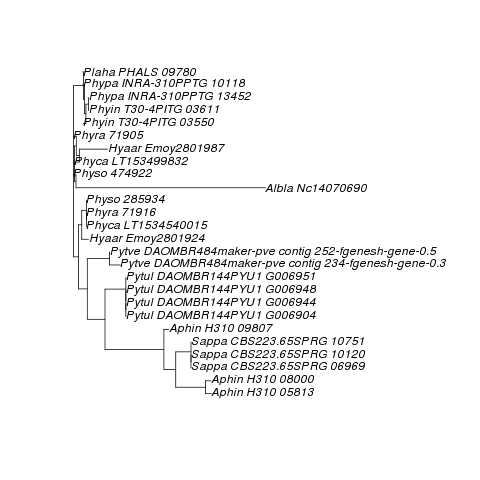 Plaha PHALS 09780
Phypa INRA-310PPTG 10118
Phypa INRA-310PPTG 13452
Phyin T30-4PITG 03611
Phyin T30-4PITG 03550
Phyra 71905
Hyaar Emoy2801987
Phyca LT153499832
Physo 474922
Albla Nc14070690
Physo 285934
Phyra 71916
Phyca LT1534540015
Hyaar Emoy2801924
Pytve DAOMBR484maker-pve contig 252-fgenesh-gene-0.5
Pytve DAOMBR484maker-pve contig 234-fgenesh-gene-0.3
Pytul DAOMBR144PYU1 G006951
Pytul DAOMBR144PYU1 G006948
Pytul DAOMBR144PYU1 G006944
Pytul DAOMBR144PYU1 G006904
Aphin H310 09807
Sappa CBS223.65SPRG 10751
Sappa CBS223.65SPRG 10120
Sappa CBS223.65SPRG 06969
Aphin H310 08000
Aphin H310 05813